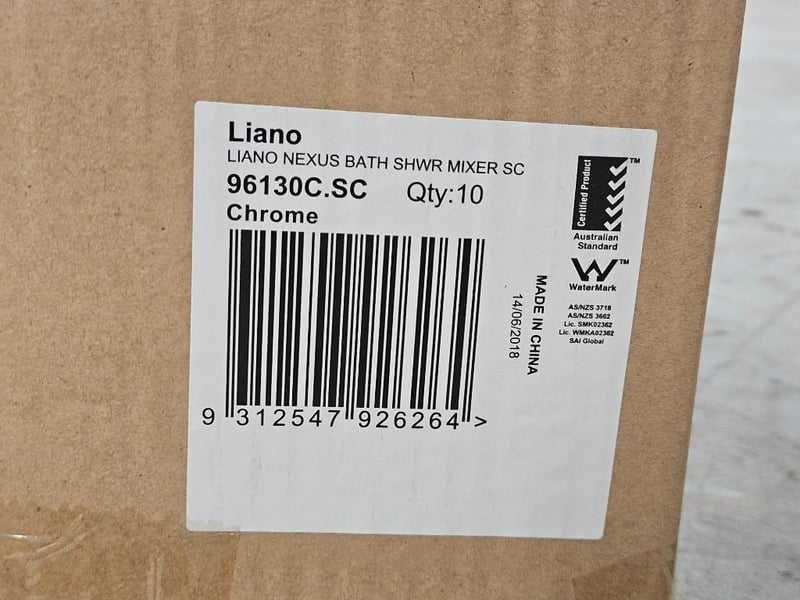 Liano
LIANO NEXUS BATH SHWR MIXER SC
96130C.SC Qty:10
Chrome
9 312547 926264 >
MADE IN CHINA
14/06/2018
Certified Product
TM
Australian
Standard
TM
WaterMark
AS/NZS 3718
AS/NZS 3662
Lic. SMK02362
Lic. WMKA02362
SAI Global